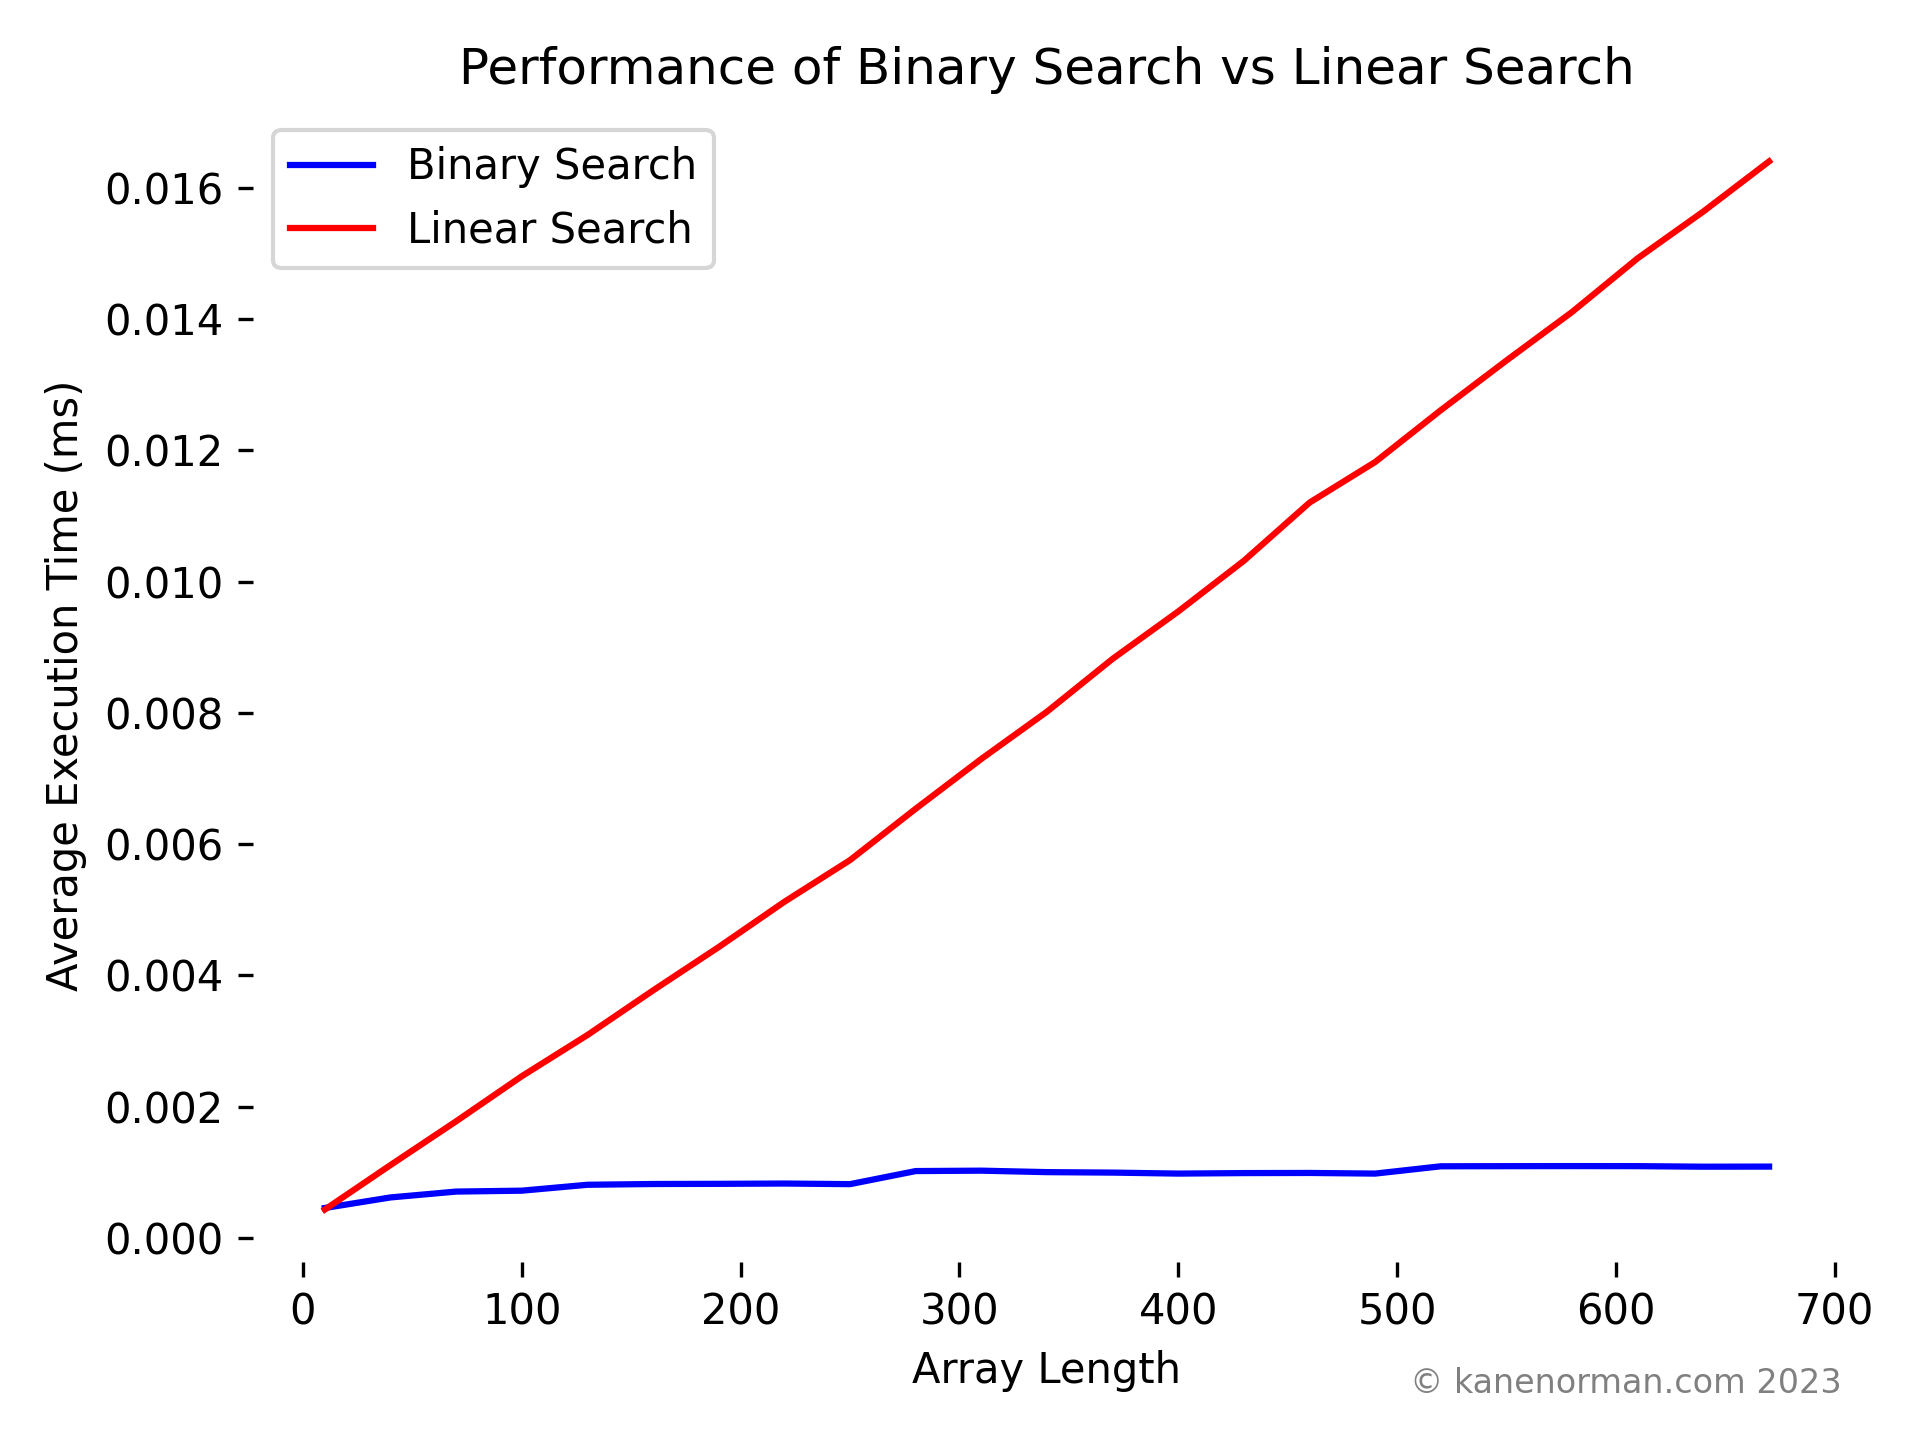 Performance of Binary Search vs Linear Search
Binary Search
Linear Search
Average Execution Time (ms)
0.016
0.014
0.012
0.010
0.008
0.006
0.004
0.002
0.000
0 100 200 300 400 500 600 700
Array Length
© kanenorman.com 2023